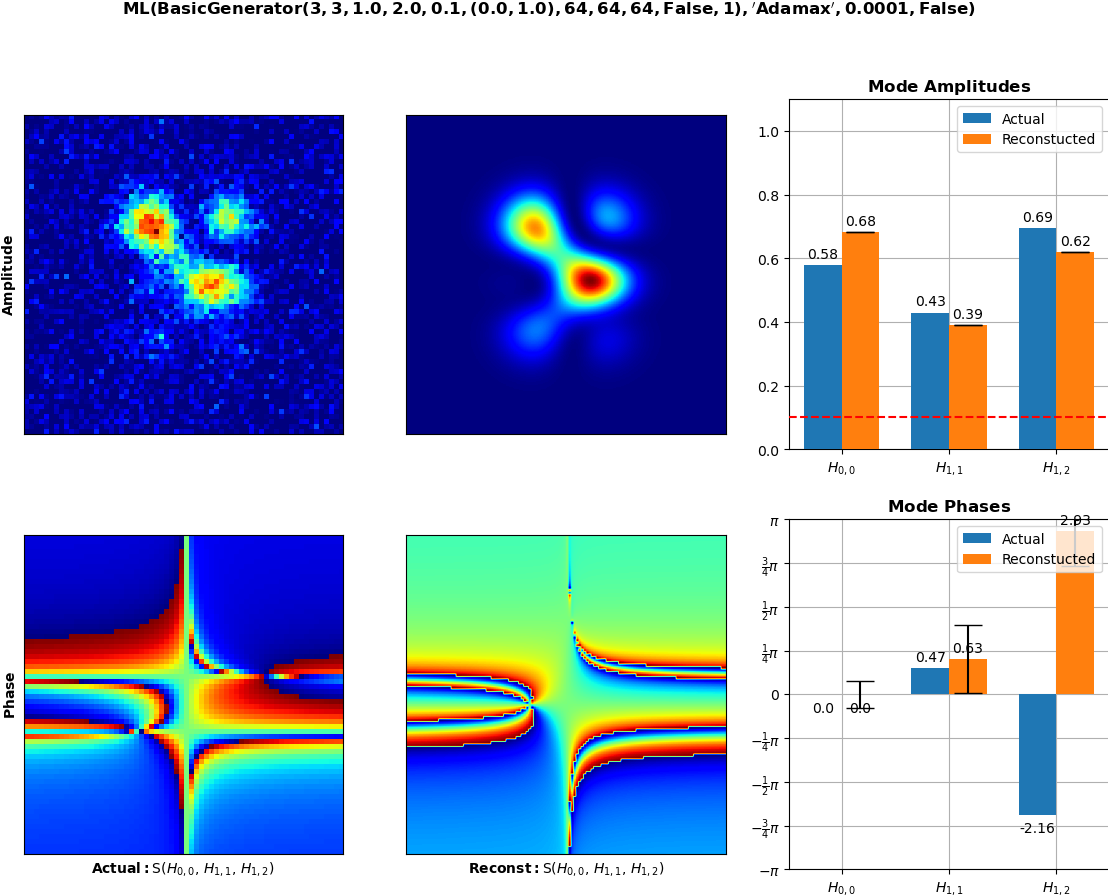 ML(BasicGenerator(3, 3, 1.0, 2.0, 0.1, (0.0, 1.0), 64, 64, 64, False, 1), 'Adamax', 0.0001, False)
Amplitude
Mode Amplitudes
Actual
Reconstucted
1.0
0.8
0.6
0.4
0.2
0.0
0.58
0.68
0.43
0.39
0.69
0.62
H0,0
H1,1
H1,2
Phase
Actual: S(H0,0, H1,1, H1,2)
Reconst: S(H0,0, H1,1, H1,2)
Mode Phases
Actual
Reconstucted
π
3/4π
1/2π
1/4π
0
−1/4π
−1/2π
−3/4π
−π
0.0
-0.0
0.47
0.63
-2.16
2.93
H0,0
H1,1
H1,2